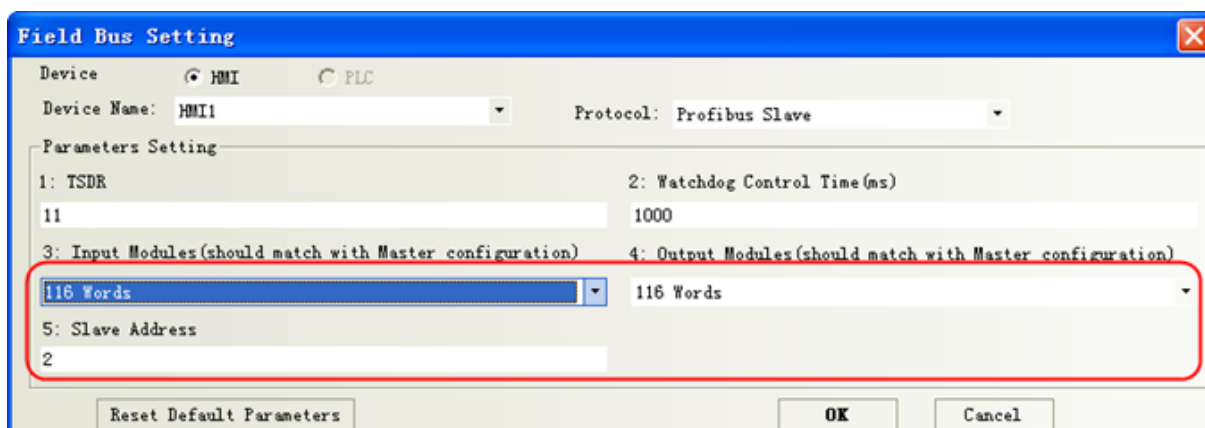 Field Bus Setting
Device HMI PLC
Device Name: HMI1 Protocol: Profibus Slave
Parameters Setting
1: TSDR 2: Watchdog Control Time(ms)
11 1000
3: Input Modules(should match with Master configuration) 4: Output Modules(should match with Master configuration)
116 Words 116 Words
5: Slave Address
2
Reset Default Parameters OK Cancel